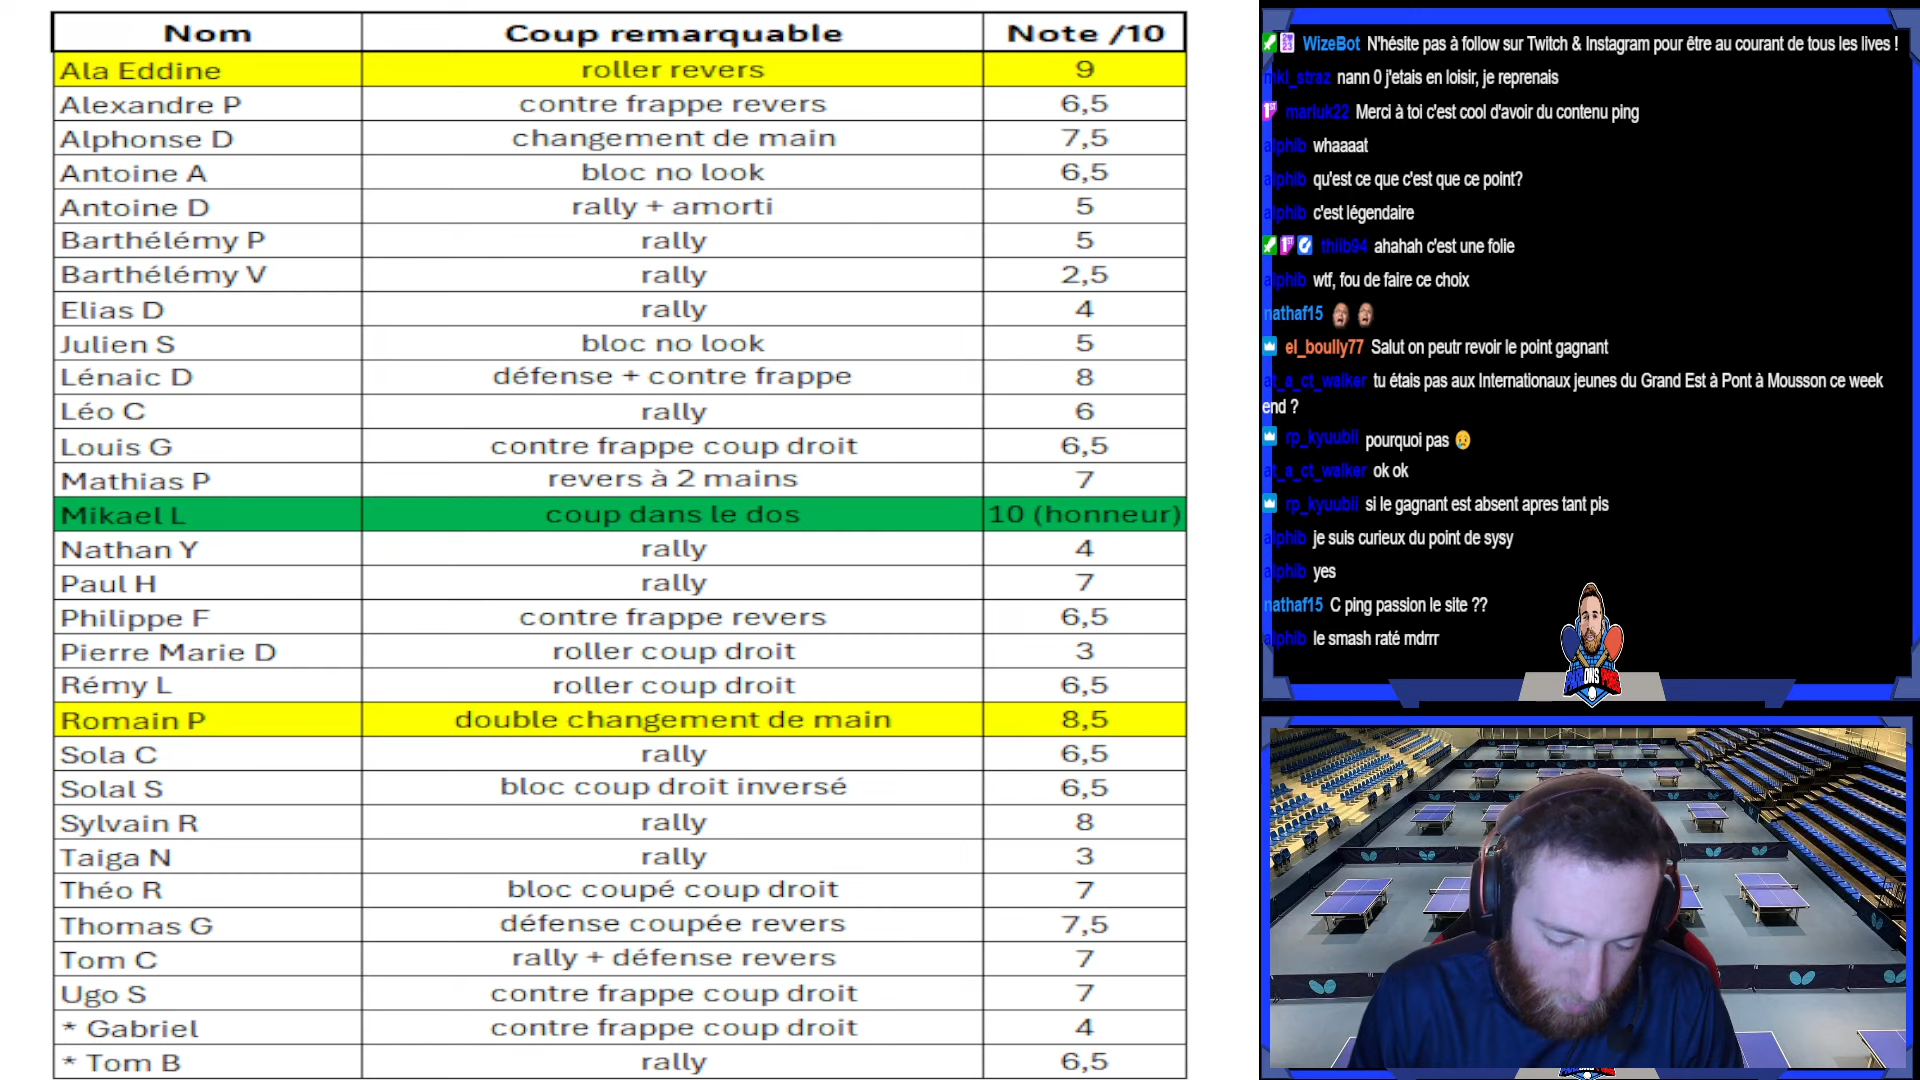 Nom Coup remarquable Note /10
Ala Eddine roller revers 9
Alexandre P contre frappe revers 6,5
Alphonse D changement de main 7,5
Antoine A bloc no look 6,5
Antoine D rally + amorti 5
Barthélémy P rally 5
Barthélémy V rally 2,5
Elias D rally 4
Julien S bloc no look 5
Lénaic D défense + contre frappe 8
Léo C rally 6
Louis G contre frappe coup droit 6,5
Mathias P revers à 2 mains 7
Mikael L coup dans le dos 10 (honneur)
Nathan Y rally 4
Paul H rally 7
Philippe F contre frappe revers 6,5
Pierre Marie D roller coup droit 3
Rémy L roller coup droit 6,5
Romain P double changement de main 8,5
Sola C rally 6,5
Solal S bloc coup droit inversé 6,5
Sylvain R rally 8
Taiga N rally 3
Théo R bloc coupé coup droit 7
Thomas G défense coupée revers 7,5
Tom C rally + défense revers 7
Ugo S contre frappe coup droit 7
* Gabriel contre frappe coup droit 4
* Tom B rally 6,5
WizeBot N'hésite pas à follow sur Twitch & Instagram pour être au courant de tous les lives !
mkl_straz nann 0 j'etais en loisir, je reprenais
marluk22 Merci à toi c'est cool d'avoir du contenu ping
alphib whaaaat
alphib qu'est ce que c'est que ce point?
alphib c'est légendaire
thilb94 ahahah c'est une folie
alphib wtf, fou de faire ce choix
nathaf15
el_boully77 Salut on peutr revoir le point gagnant
at_a_ct_walker tu étais pas aux Internationaux jeunes du Grand Est à Pont à Mousson ce week
end ?
rp_kyuubii pourquoi pas
at_a_ct_walker ok ok
rp_kyuubii si le gagnant est absent apres tant pis
alphib je suis curieux du point de sysy
alphib yes
nathaf15 C ping passion le site ??
alphib le smash raté mdrrr